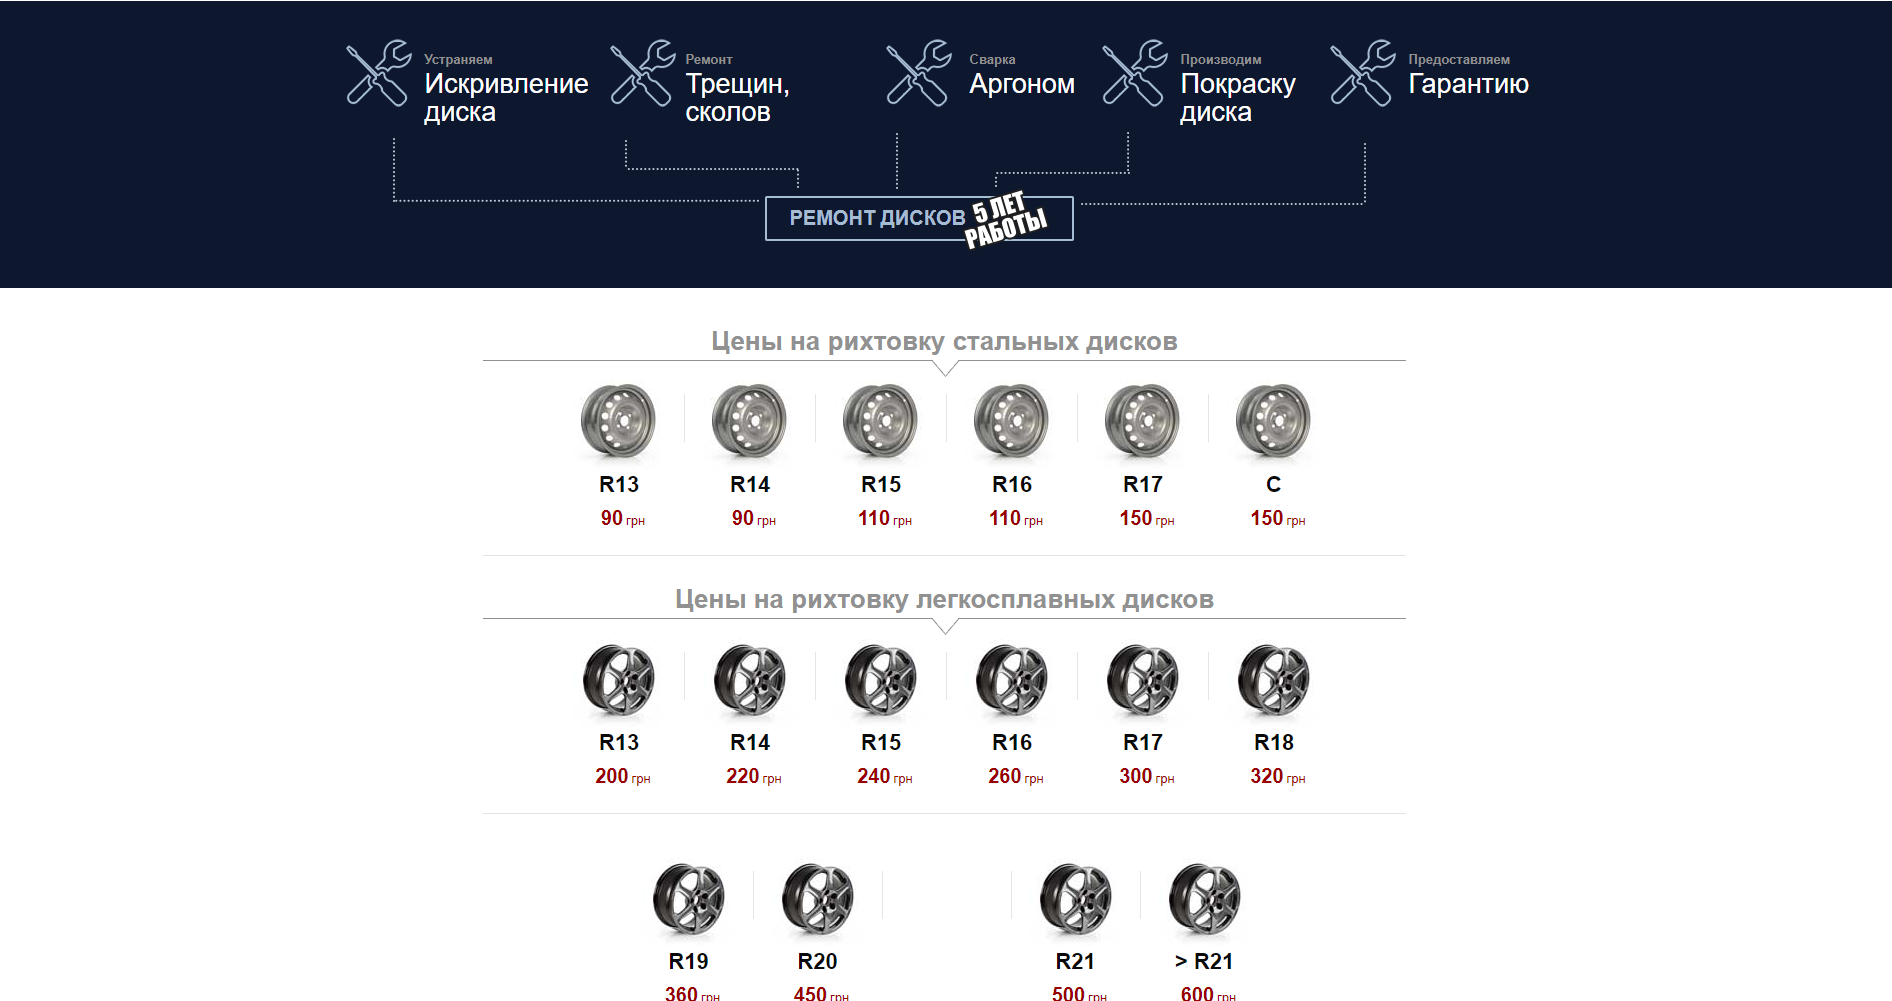 Устраняем
Искривление
диска
Ремонт
Трещин,
сколов
Сварка
Аргоном
Производим
Покраску
диска
Предоставляем
Гарантию
РЕМОНТ ДИСКОВ
5 ЛЕТ
РАБОТЫ
Цены на рихтовку стальных дисков
R13 R14 R15 R16 R17 C
90 грн 90 грн 110 грн 110 грн 150 грн 150 грн
Цены на рихтовку легкосплавных дисков
R13 R14 R15 R16 R17 R18
200 грн 220 грн 240 грн 260 грн 300 грн 320 грн
R19 R20 R21 > R21
360 грн 450 грн 500 грн 600 грн